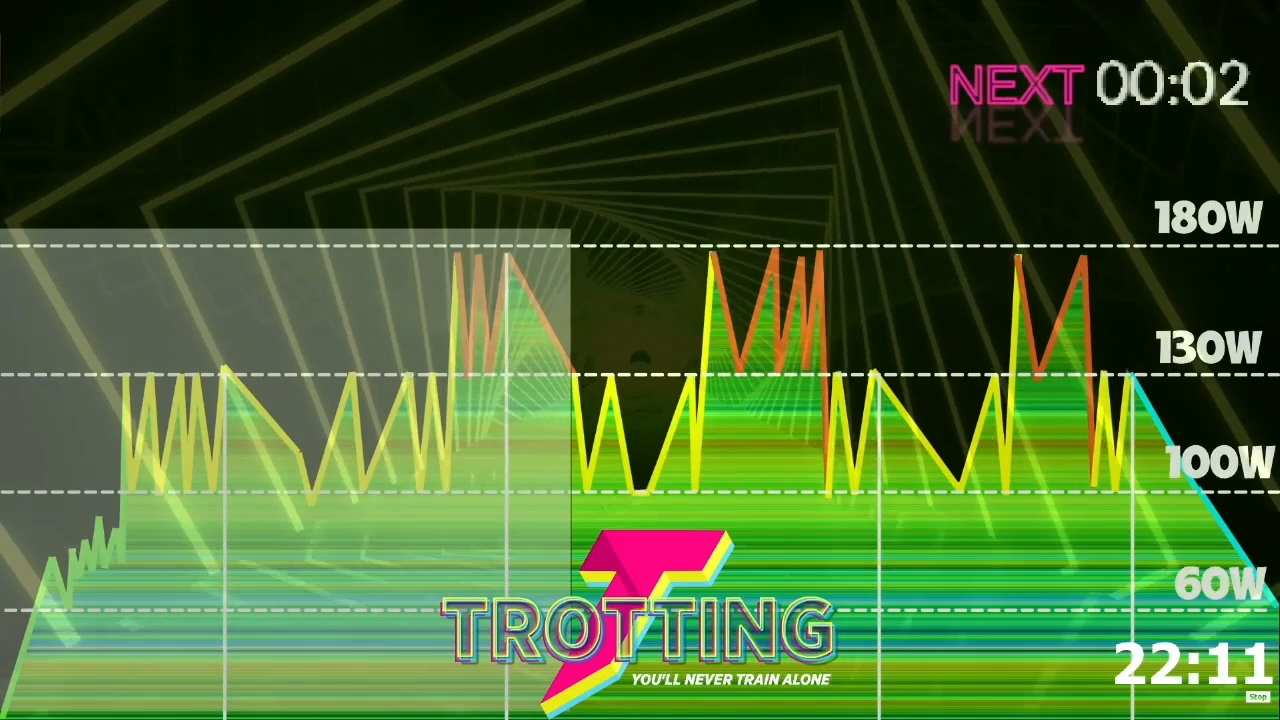 NEXT 00:02
180W
130W
100W
60W
TROTTING
YOU'LL NEVER TRAIN ALONE
22:11
Stop